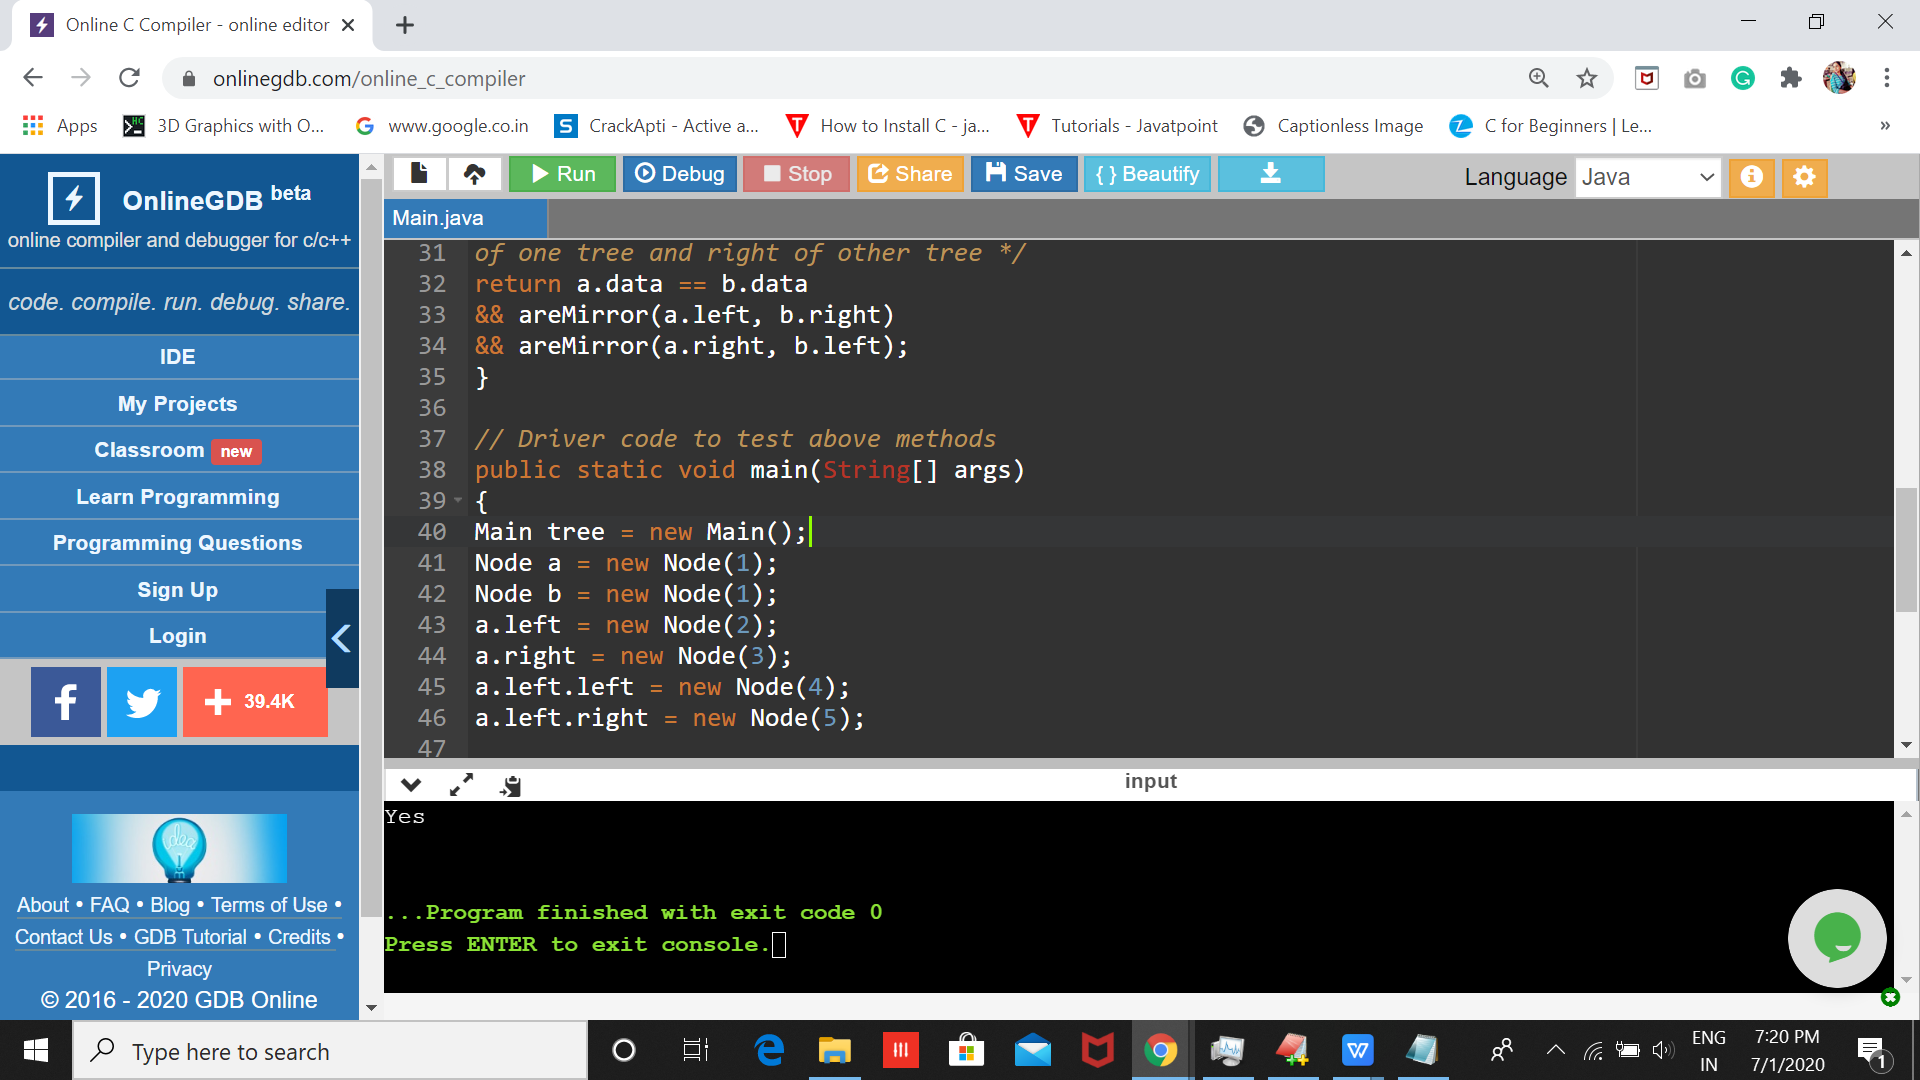 Online C Compiler - online editor
onlinegdb.com/online_c_compiler
Apps
3D Graphics with O...
www.google.co.in
CrackApti - Active a...
How to Install C - ja...
Tutorials - Javatpoint
Captionless Image
C for Beginners | Le...
»
OnlineGDB beta
online compiler and debugger for c/c++
code. compile. run. debug. share.
IDE
My Projects
Classroom new
Learn Programming
Programming Questions
Sign Up
Login
39.4K
idea
About • FAQ • Blog • Terms of Use •
Contact Us • GDB Tutorial • Credits •
Privacy
© 2016 - 2020 GDB Online
Run Debug Stop Share Save { } Beautify
Language Java
Main.java
31 of one tree and right of other tree */
32 return a.data == b.data
33 && areMirror(a.left, b.right)
34 && areMirror(a.right, b.left);
35 }
36
37 // Driver code to test above methods
38 public static void main(String[] args)
39 {
40 Main tree = new Main();
41 Node a = new Node(1);
42 Node b = new Node(1);
43 a.left = new Node(2);
44 a.right = new Node(3);
45 a.left.left = new Node(4);
46 a.left.right = new Node(5);
47
input
Yes
...Program finished with exit code 0
Press ENTER to exit console.
Type here to search
ENG
IN
7:20 PM
7/1/2020
1